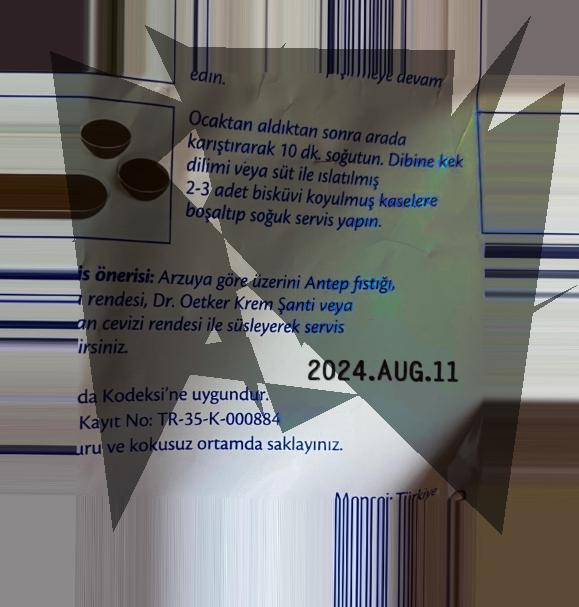 edin.
devam
Ocaktan aldıktan sonra arada
karıştırarak 10 dk. soğutun. Dibine kek
dilimi veya süt ile ıslatılmış
2-3 adet bisküvi koyulmuş kaselere
boşaltıp soğuk servis yapın.
is önerisi: Arzuya göre üzerini Antep fıstığı,
rendesi, Dr. Oetker Krem Şanti veya
an cevizi rendesi ile süsleyerek servis
irsiniz.
2024.AUG.11
da Kodeksi'ne uygundur.
Kayıt No: TR-35-K-000884
uru ve kokusuz ortamda saklayınız.
Menşei: Türkiye